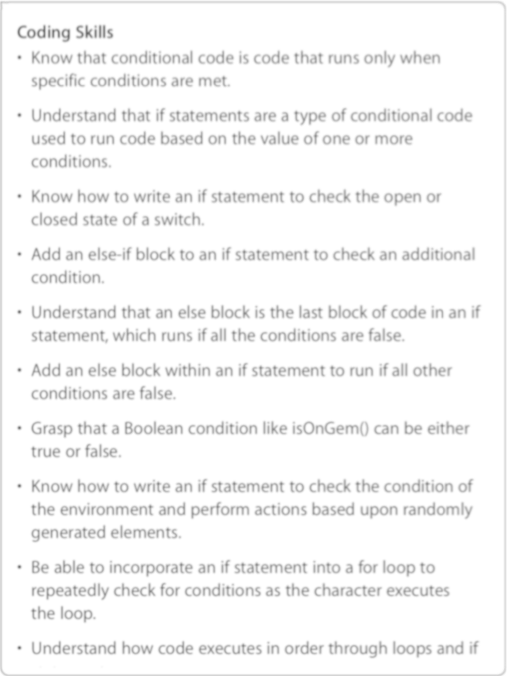 Coding Skills
• Know that conditional code is code that runs only when
specific conditions are met.
• Understand that if statements are a type of conditional code
used to run code based on the value of one or more
conditions.
• Know how to write an if statement to check the open or
closed state of a switch.
• Add an else-if block to an if statement to check an additional
condition.
• Understand that an else block is the last block of code in an if
statement, which runs if all the conditions are false.
• Add an else block within an if statement to run if all other
conditions are false.
• Grasp that a Boolean condition like isOnGem() can be either
true or false.
• Know how to write an if statement to check the condition of
the environment and perform actions based upon randomly
generated elements.
• Be able to incorporate an if statement into a for loop to
repeatedly check for conditions as the character executes
the loop.
• Understand how code executes in order through loops and if